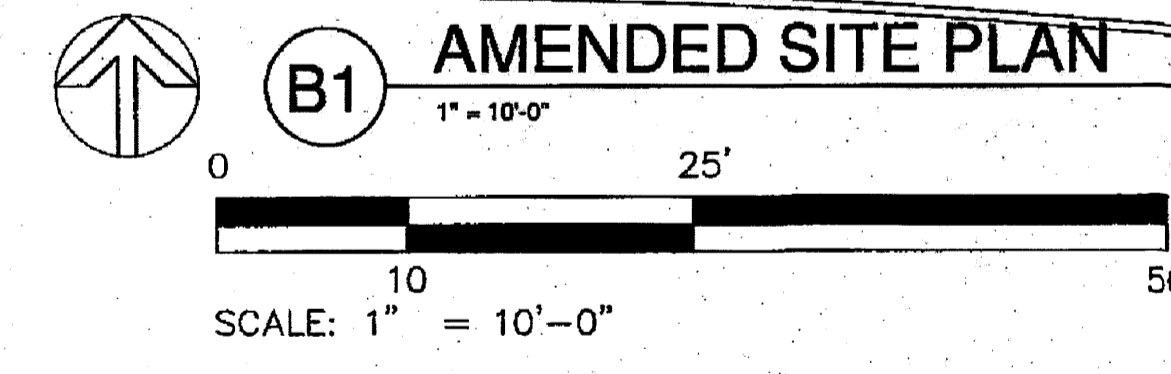 B1 AMENDED SITE PLAN
1" = 10'-0"
0 25'
10
SCALE: 1" = 10'-0"